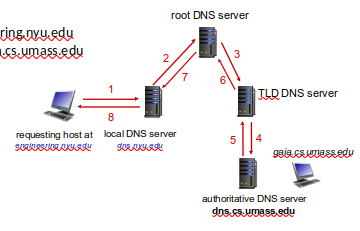 root DNS server
ring.nyu.edu
a.cs.umass.edu
2
3
7
6
TLD DNS server
1
8
5
4
requesting host at
engineering.nyu.edu
local DNS server
dns.nyu.edu
gaia.cs.umass.edu
authoritative DNS server
dns.cs.umass.edu